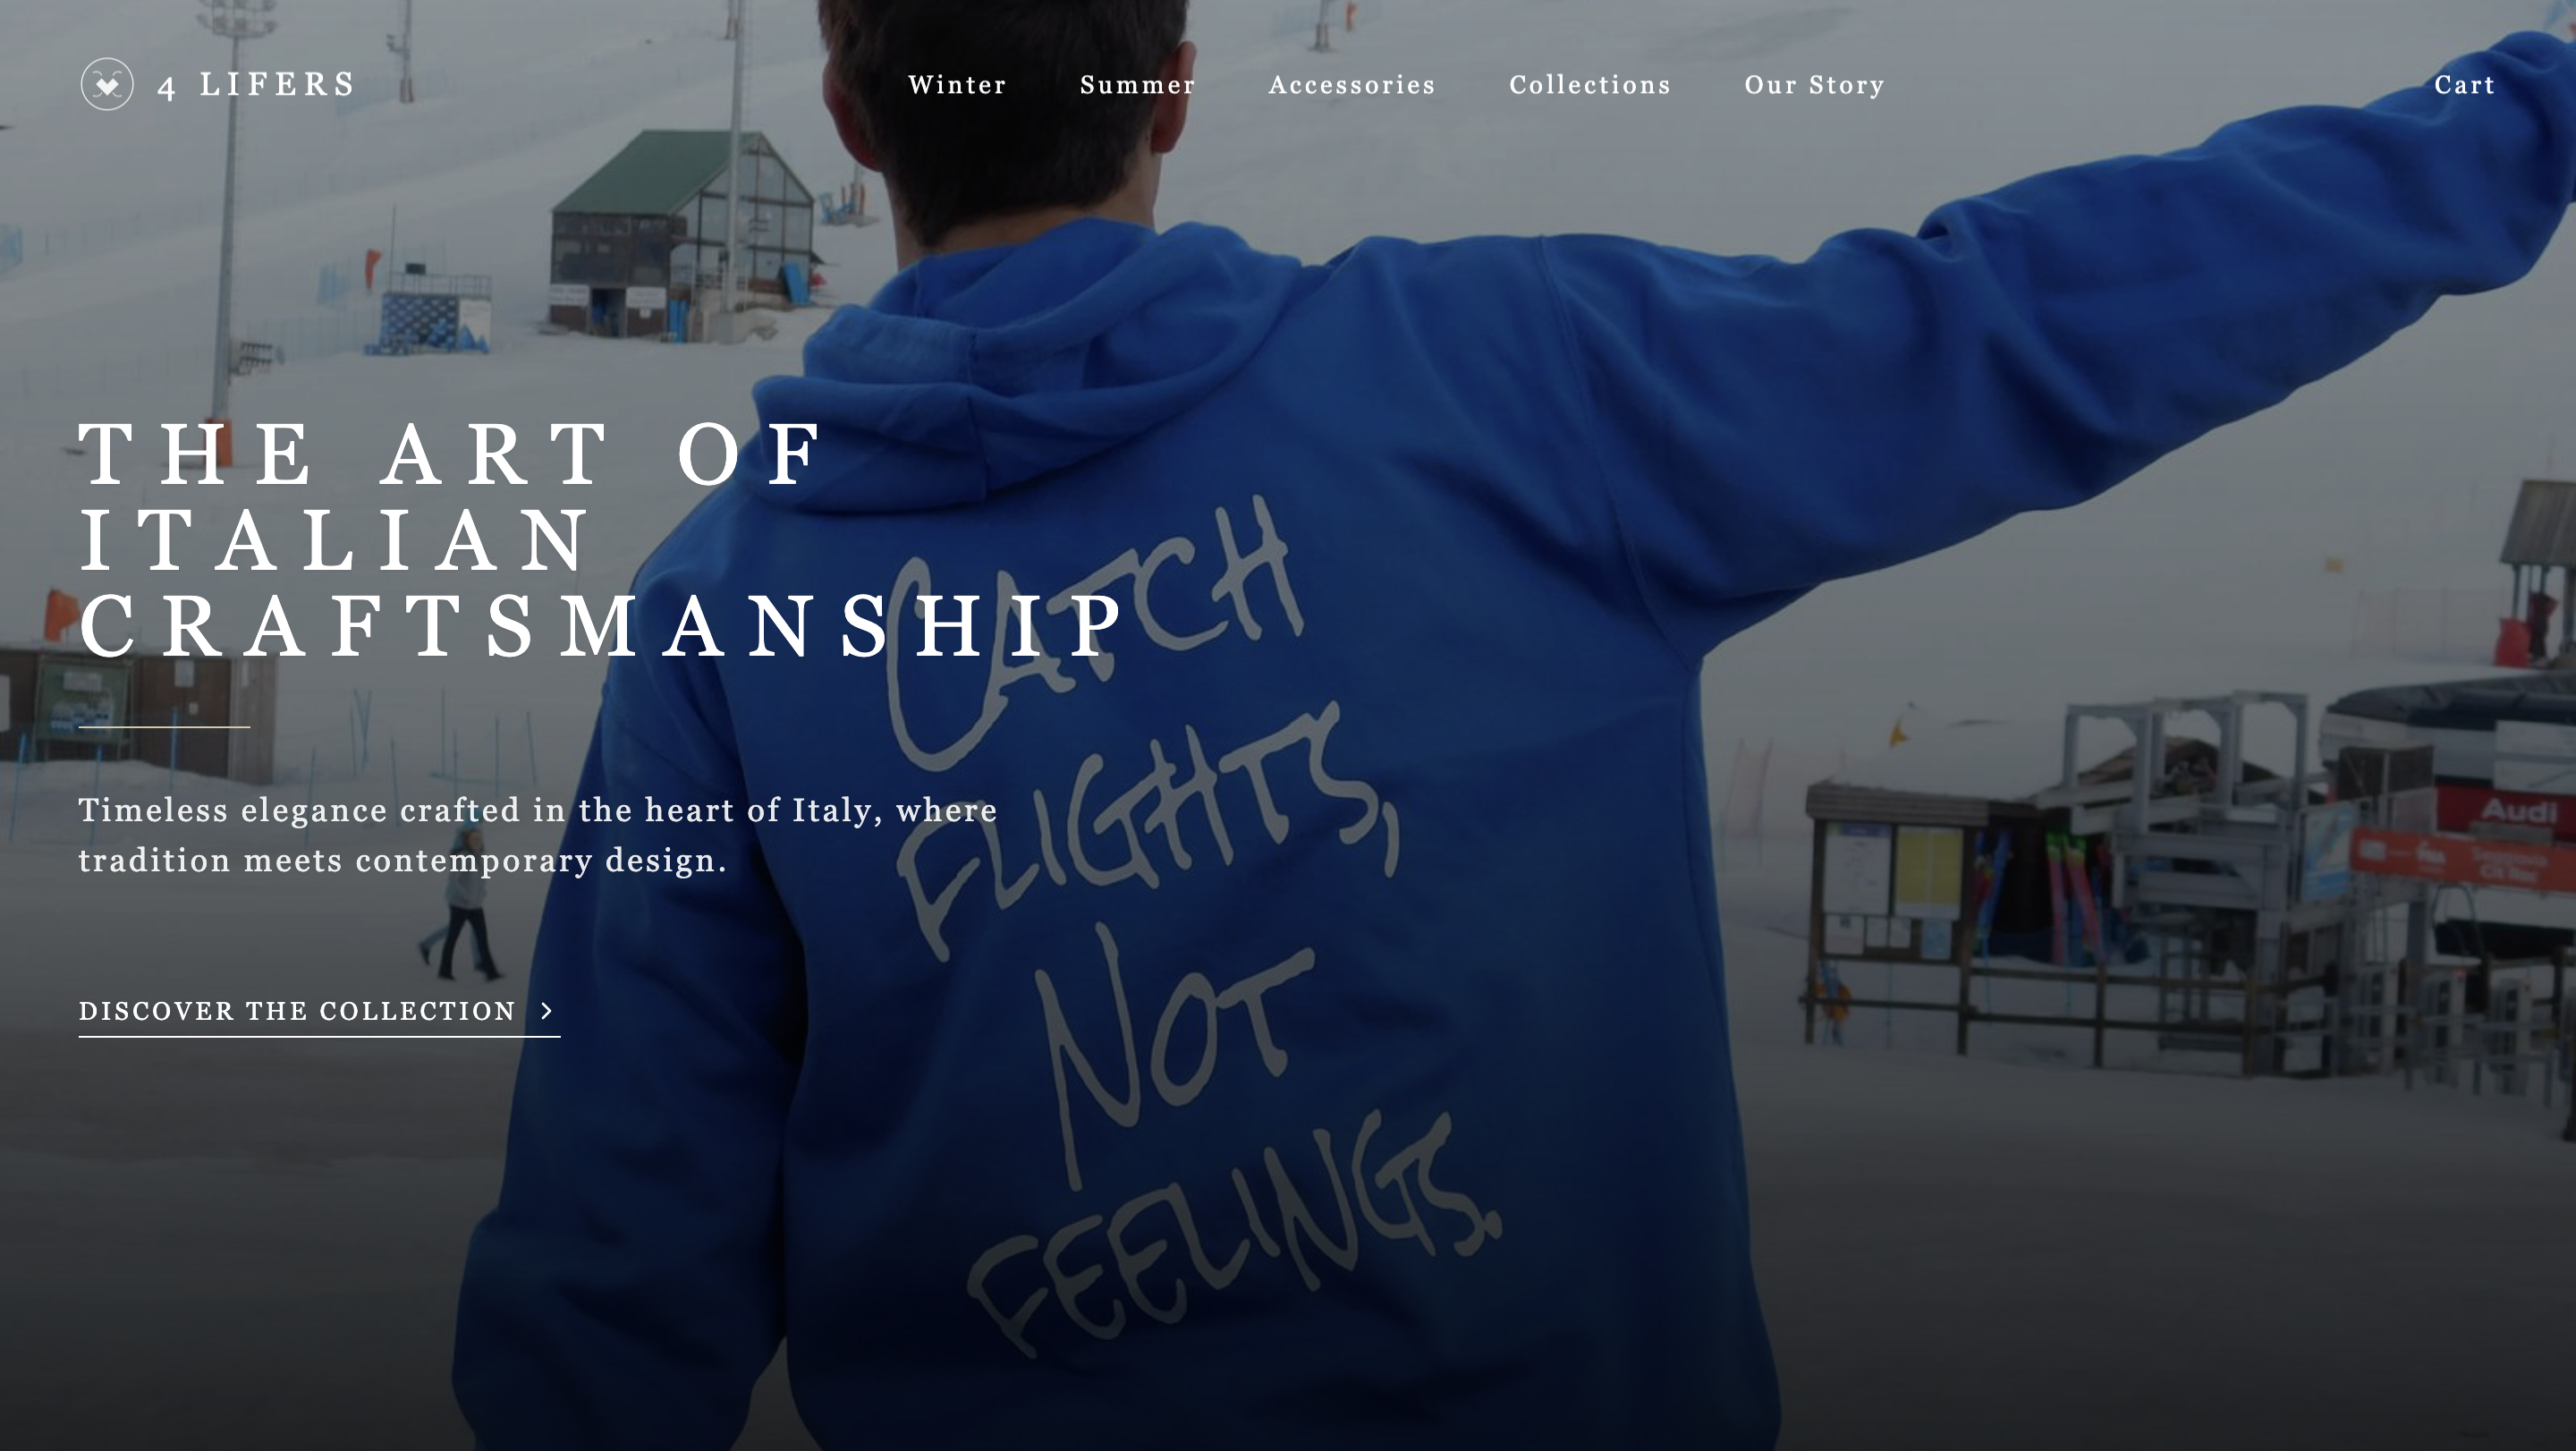 4 LIFERS
Winter
Summer
Accessories
Collections
Our Story
Cart
THE ART OF
ITALIAN
CRAFTSMANSHIP
Timeless elegance crafted in the heart of Italy, where
tradition meets contemporary design.
DISCOVER THE COLLECTION
CATCH
FLIGHTS,
NOT
FEELINGS.
Audi